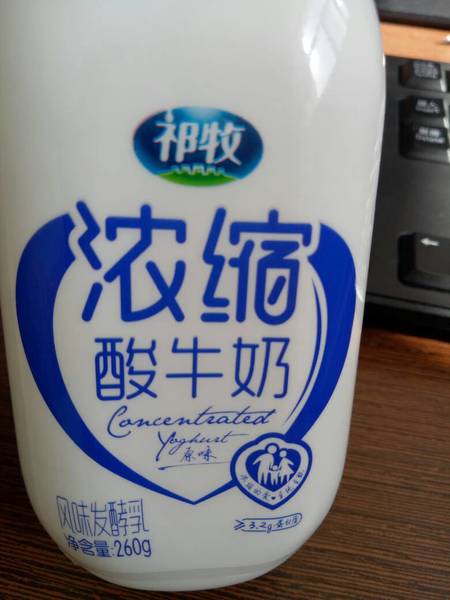 祁牧
浓缩
酸牛奶
Concentrated
Yoghurt
原味
≥3.2g蛋白质
风味发酵乳
净含量:260g